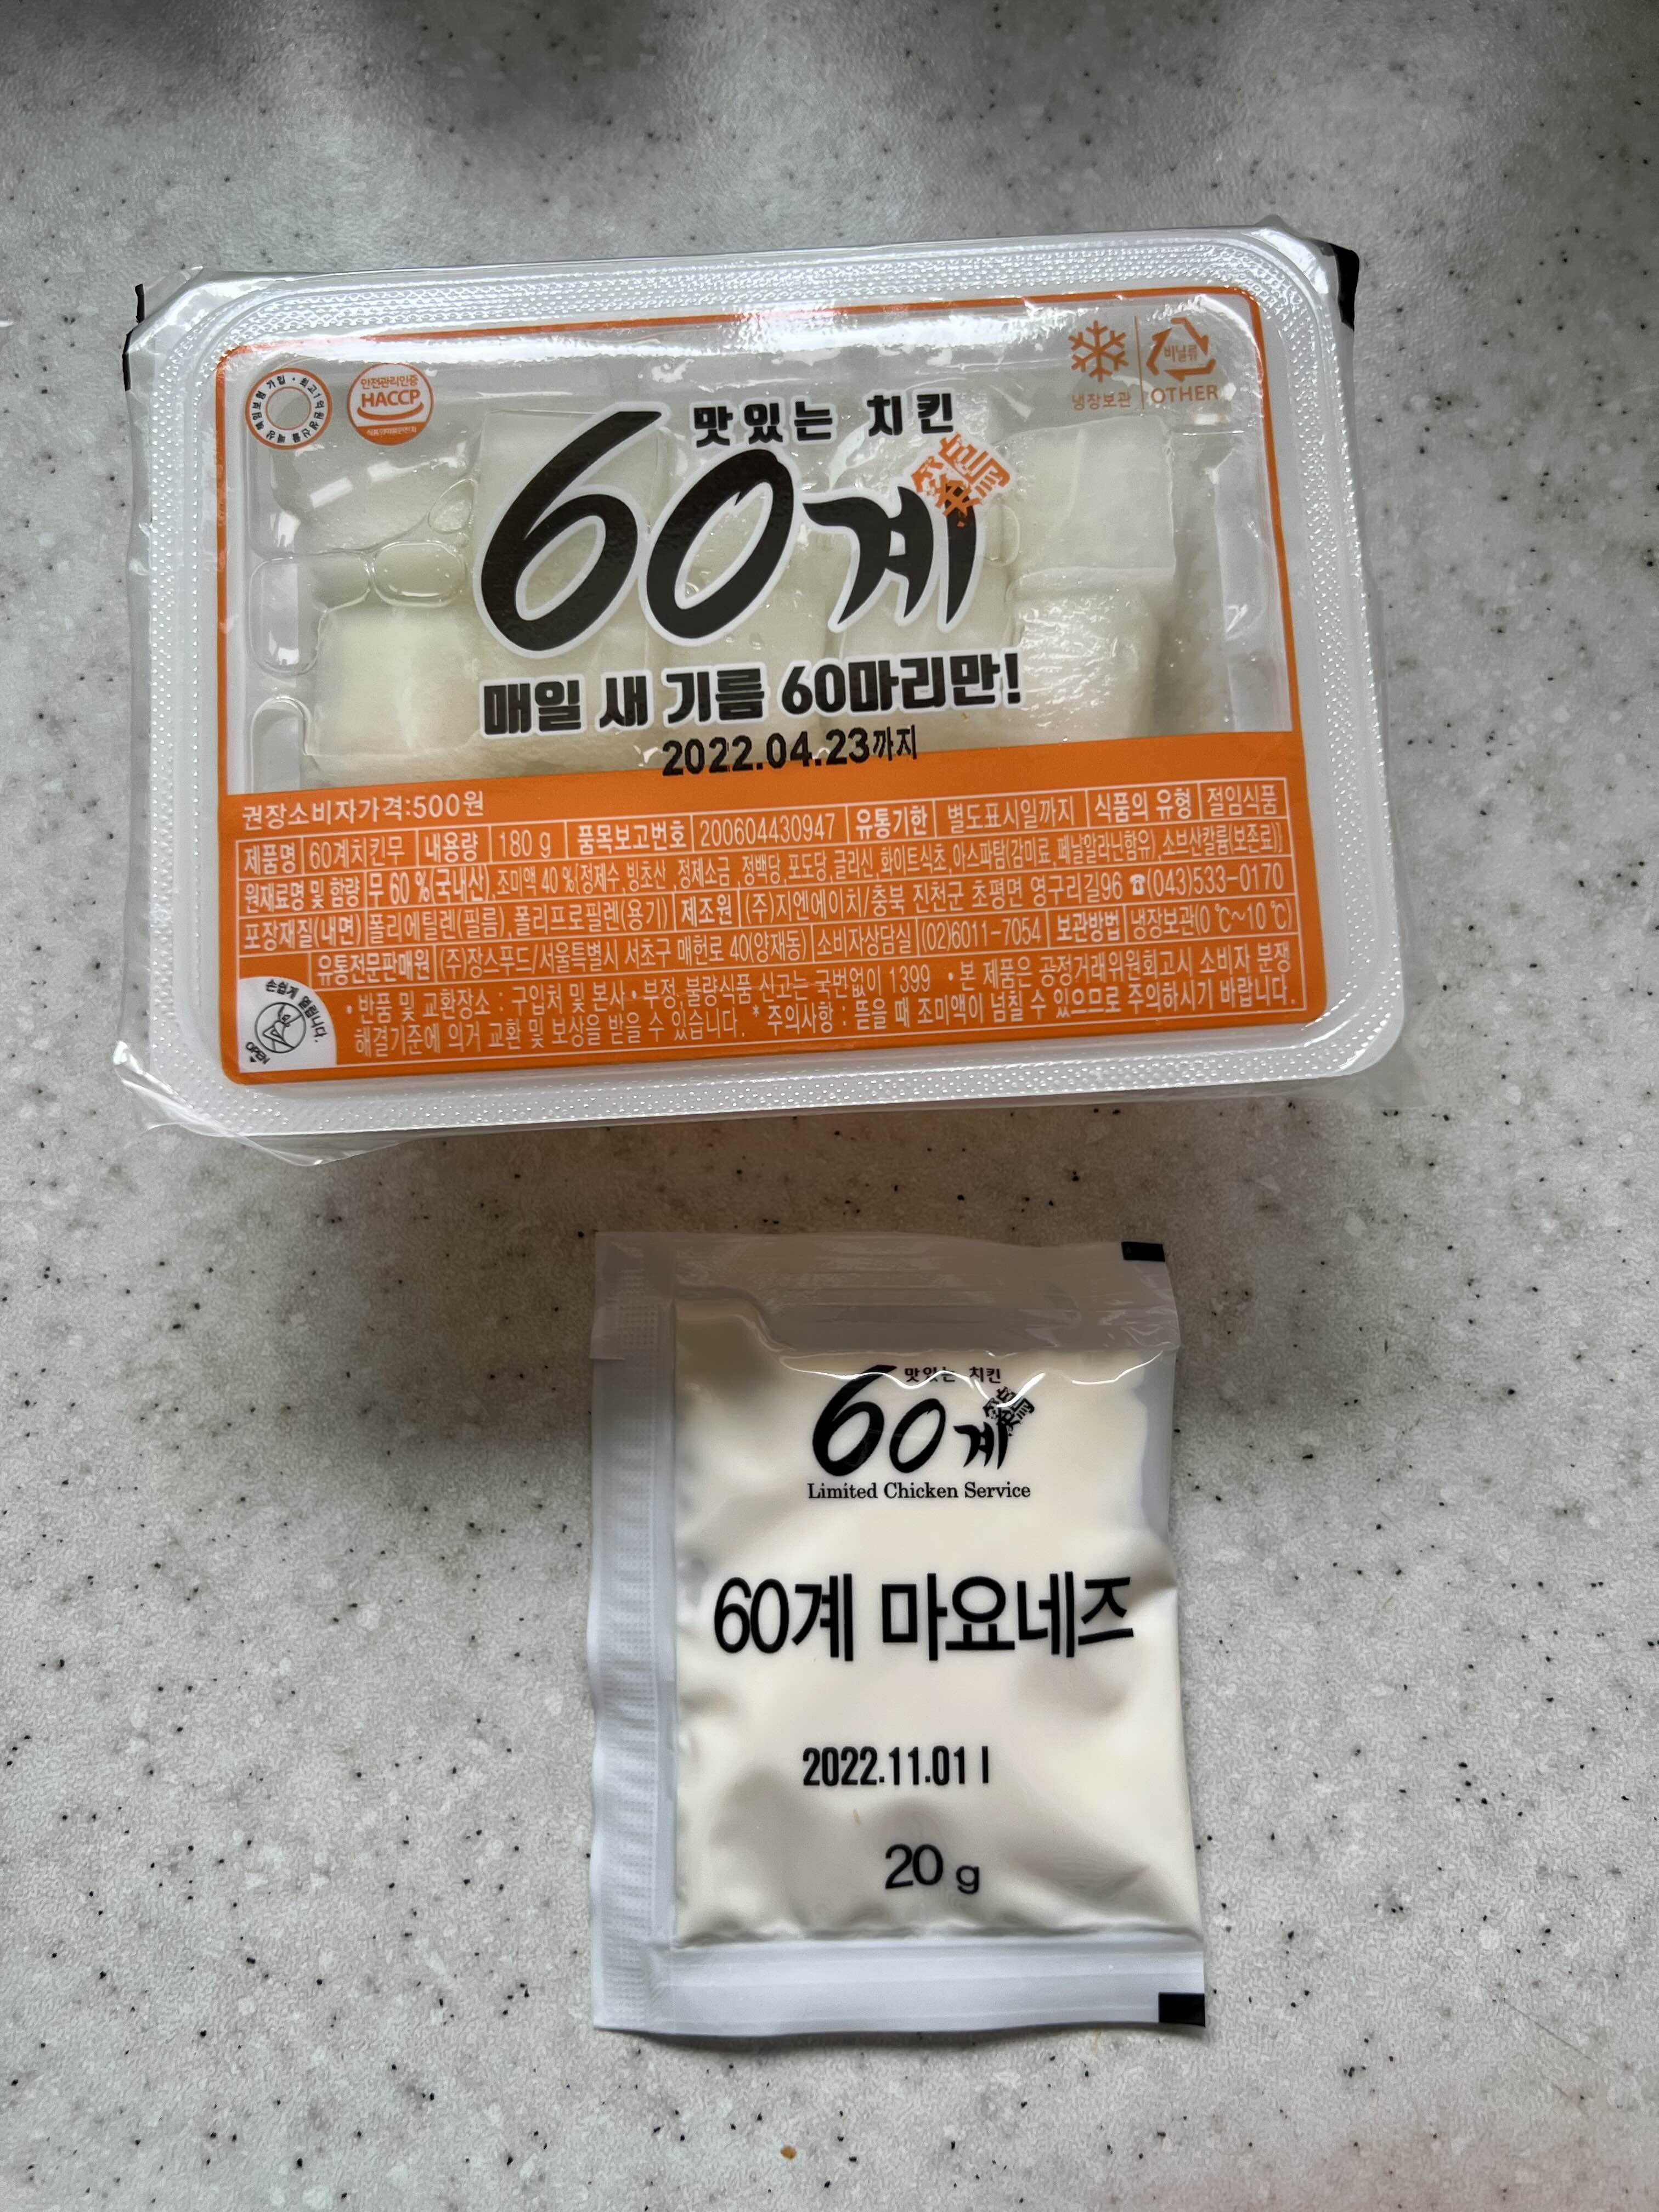 안전관리인증
HACCP
냉장보관
비닐류
OTHER
맛있는 치킨
60계
매일 새 기름 60마리만!
2022.04.23까지
권장소비자가격:500원
제품명 60계치킨무 내용량 180 g 품목보고번호 200604430947 유통기한 별도표시일까지 식품의 유형 절임식품
원재료명 및 함량 무 60 %(국내산), 조미액 40 %(정제수, 빙초산, 정제소금, 정백당, 포도당, 글리신, 화이트식초, 아스파탐(감미료, 페닐알라닌함유), 소브산칼륨(보존료))
포장재질(내면) 폴리에틸렌(필름), 폴리프로필렌(용기) 제조원 (주)지엔에이치/충북 진천군 초평면 영구리길96 ☎(043)533-0170
유통전문판매원 (주)장스푸드/서울특별시 서초구 매헌로 40(양재동) 소비자상담실 (02)6011-7054 보관방법 냉장보관(0 ℃~10 ℃)
• 반품 및 교환장소 : 구입처 및 본사 • 부정, 불량식품 신고는 국번없이 1399 • 본 제품은 공정거래위원회고시 소비자 분쟁
해결기준에 의거 교환 및 보상을 받을 수 있습니다. * 주의사항 : 뜯을 때 조미액이 넘칠 수 있으므로 주의하시기 바랍니다.
손쉽게 열립니다.
OPEN
맛있는 치킨
60계
Limited Chicken Service
60계 마요네즈
2022.11.01 I
20 g